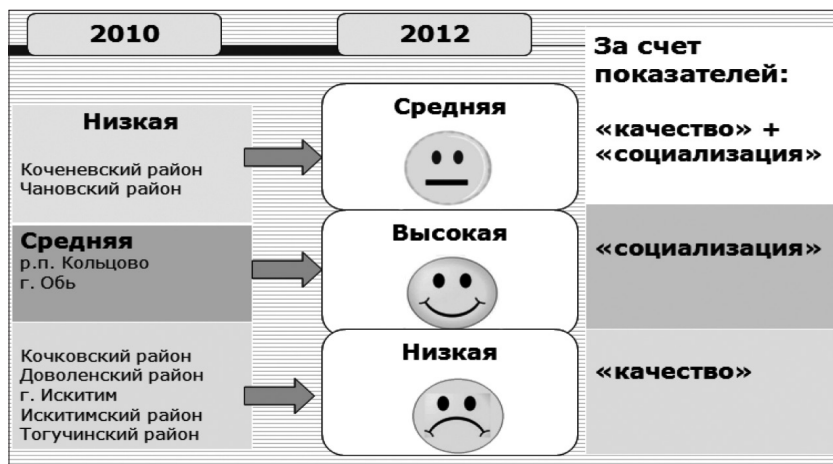 2010
2012
За счет
показателей:
Низкая
Коченевский район
Чановский район
Средняя
«качество» +
«социализация»
Средняя
р.п. Кольцово
г. Обь
Высокая
«социализация»
Кочковский район
Доволенский район
г. Искитим
Искитимский район
Тогучинский район
Низкая
«качество»